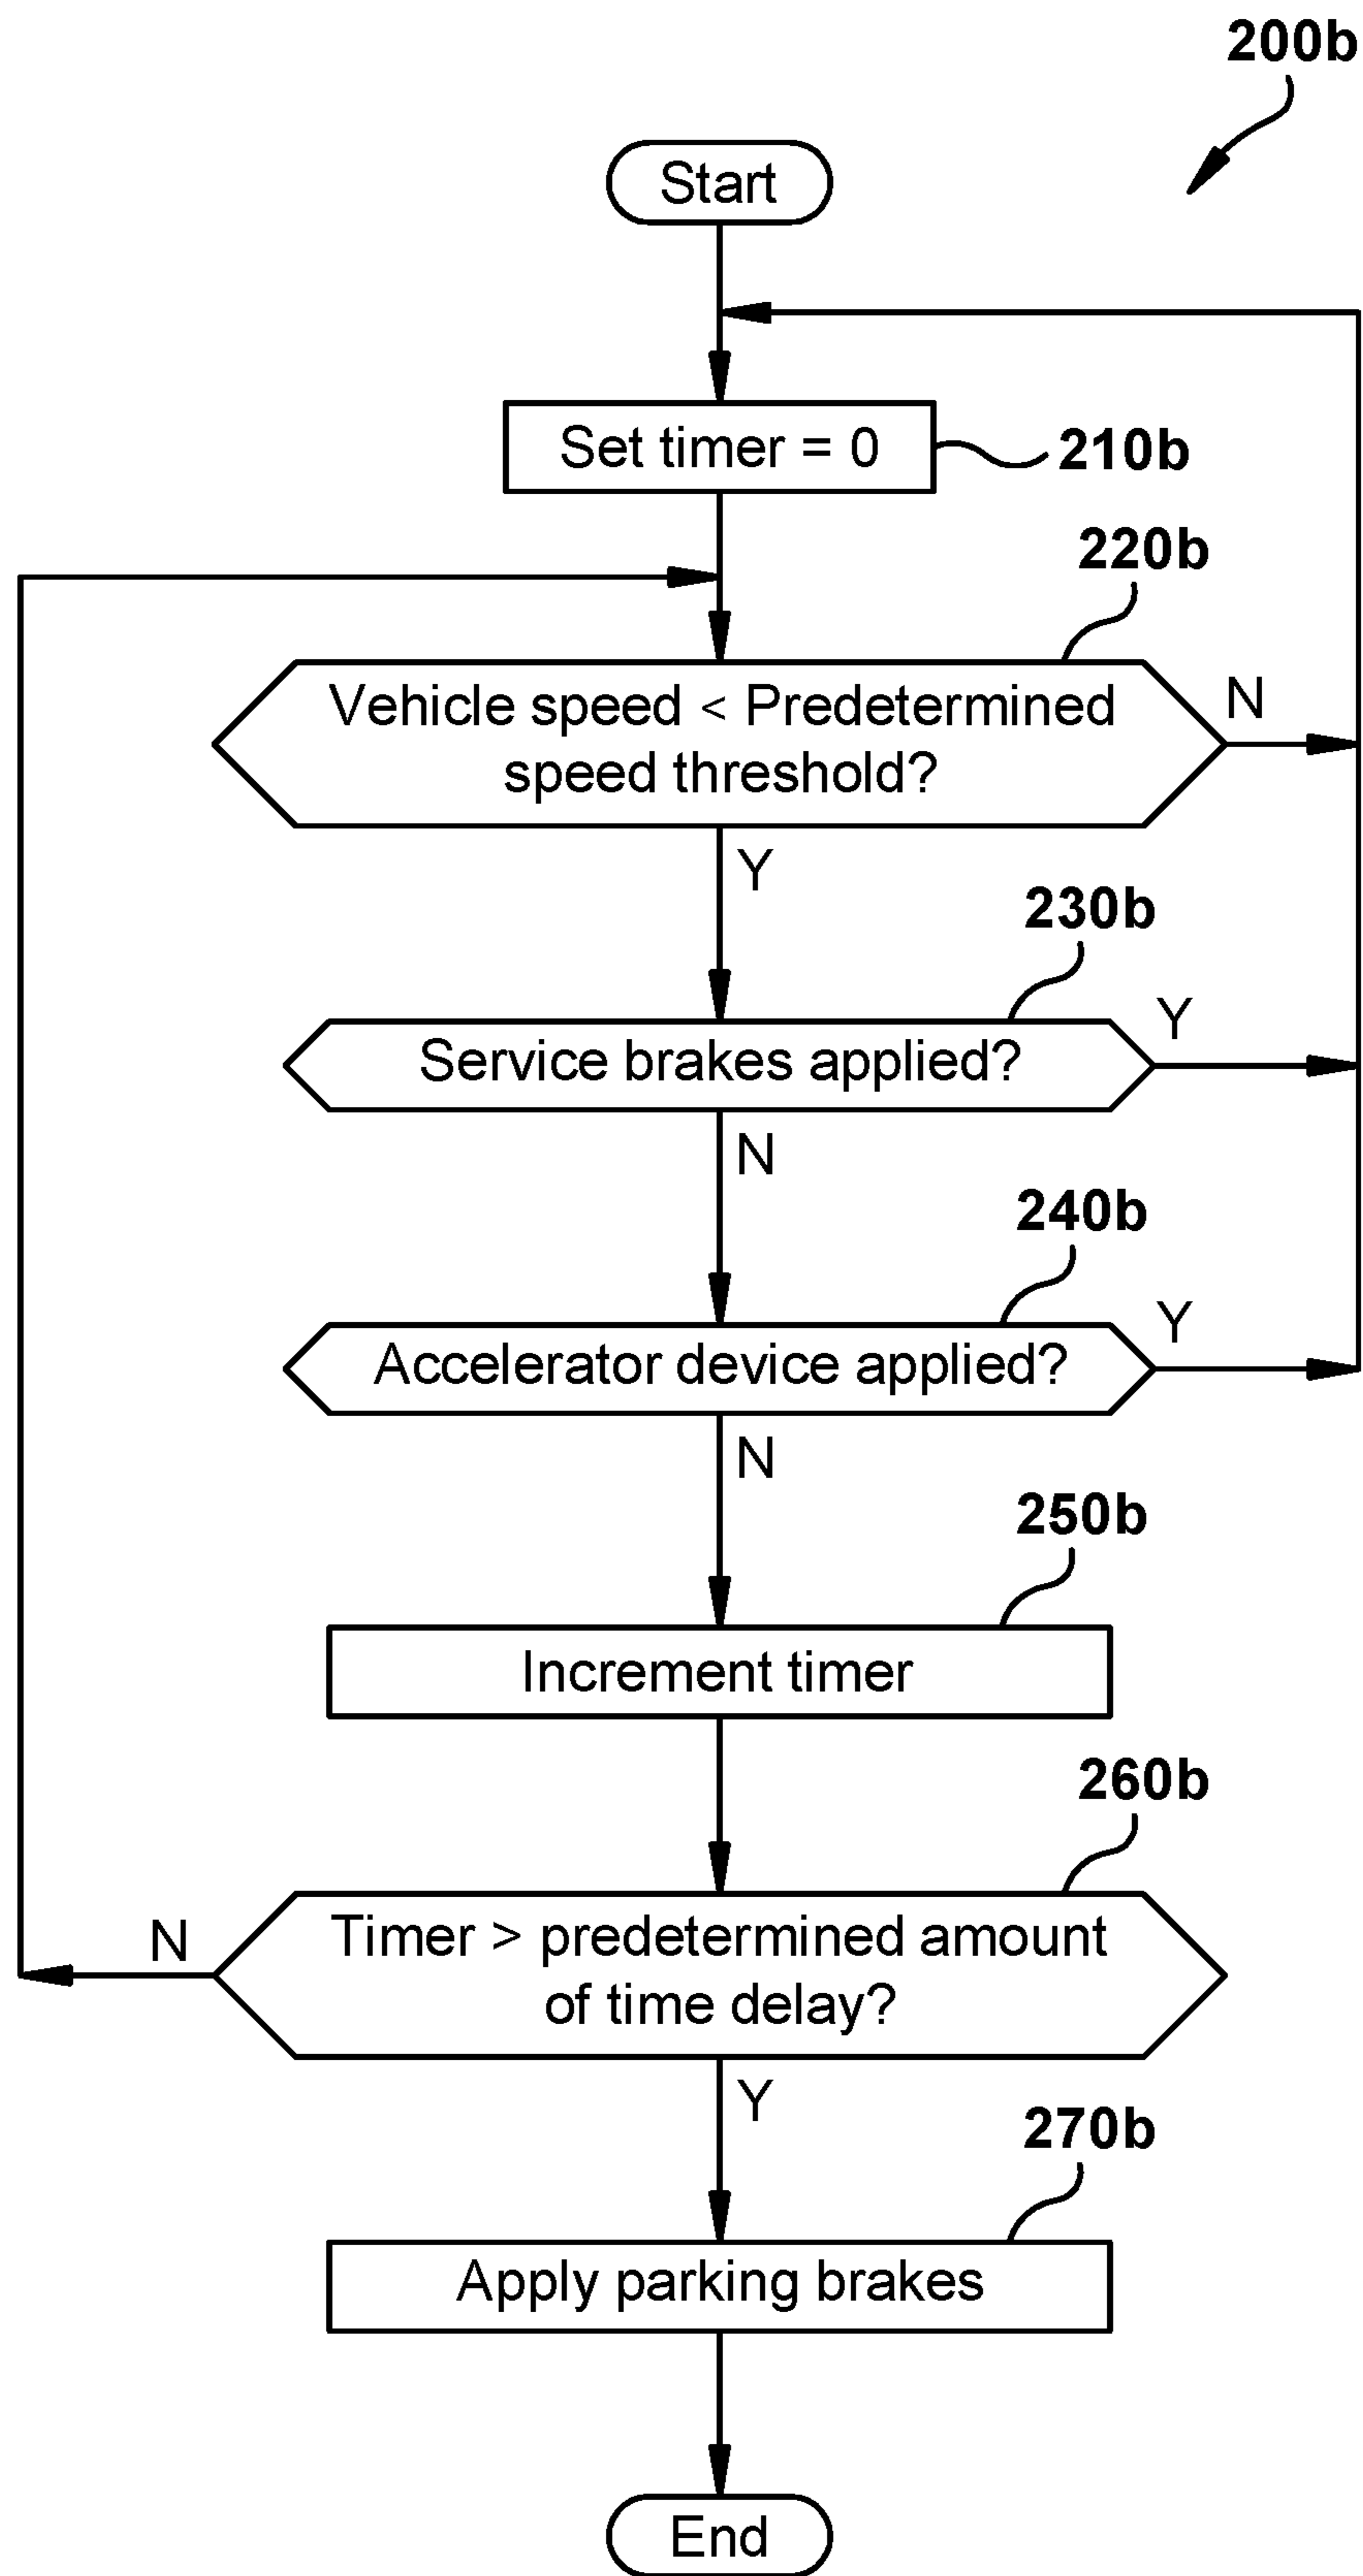 200b
Start
Set timer = 0
210b
220b
Vehicle speed < Predetermined
speed threshold?
N
Y
230b
Service brakes applied?
Y
N
240b
Accelerator device applied?
Y
N
250b
Increment timer
260b
Timer > predetermined amount
of time delay?
N
Y
270b
Apply parking brakes
End